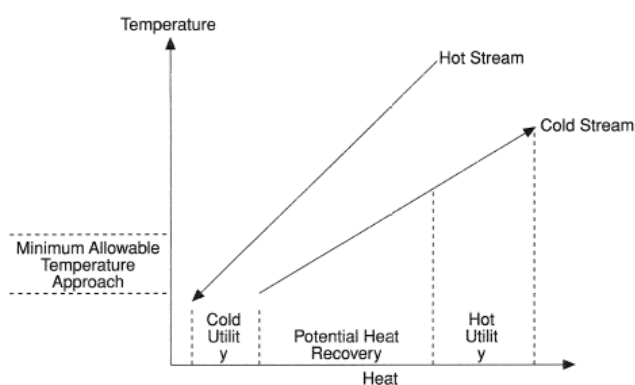 Temperature
Hot Stream
Cold Stream
Minimum Allowable
Temperature
Approach
Cold
Utilit
y
Potential Heat
Recovery
Hot
Utilit
y
Heat